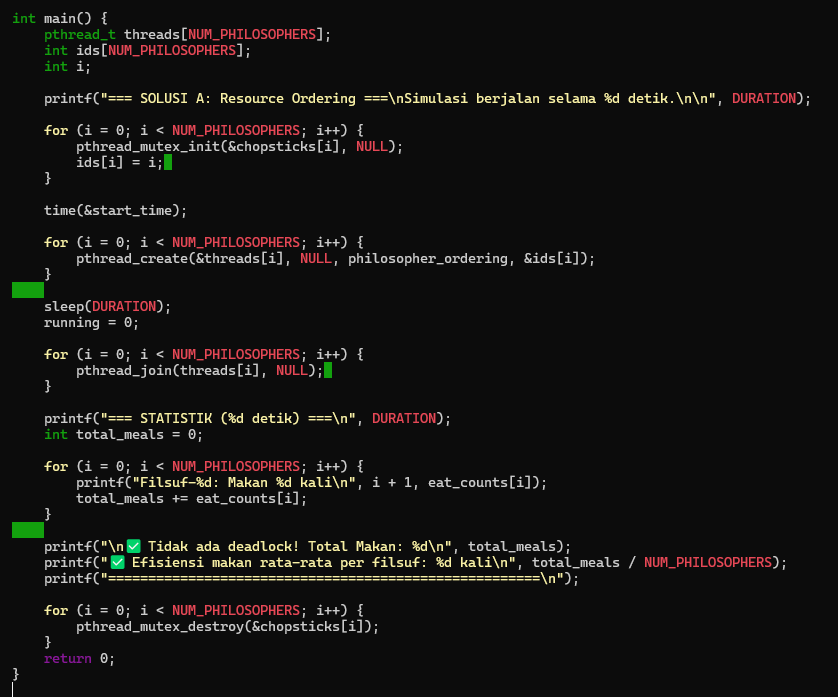 int main() {
    pthread_t threads[NUM_PHILOSOPHERS];
    int ids[NUM_PHILOSOPHERS];
    int i;

    printf("=== SOLUSI A: Resource Ordering ===\nSimulasi berjalan selama %d detik.\n\n", DURATION);

    for (i = 0; i < NUM_PHILOSOPHERS; i++) {
        pthread_mutex_init(&chopsticks[i], NULL);
        ids[i] = i;
    }

    time(&start_time);

    for (i = 0; i < NUM_PHILOSOPHERS; i++) {
        pthread_create(&threads[i], NULL, philosopher_ordering, &ids[i]);
    }

    sleep(DURATION);
    running = 0;

    for (i = 0; i < NUM_PHILOSOPHERS; i++) {
        pthread_join(threads[i], NULL);
    }

    printf("=== STATISTIK (%d detik) ===\n", DURATION);
    int total_meals = 0;

    for (i = 0; i < NUM_PHILOSOPHERS; i++) {
        printf("Filsuf-%d: Makan %d kali\n", i + 1, eat_counts[i]);
        total_meals += eat_counts[i];
    }

    printf("\n✅ Tidak ada deadlock! Total Makan: %d\n", total_meals);
    printf("✅ Efisiensi makan rata-rata per filsuf: %d kali\n", total_meals / NUM_PHILOSOPHERS);
    printf("======================================================\n");

    for (i = 0; i < NUM_PHILOSOPHERS; i++) {
        pthread_mutex_destroy(&chopsticks[i]);
    }
    return 0;
}